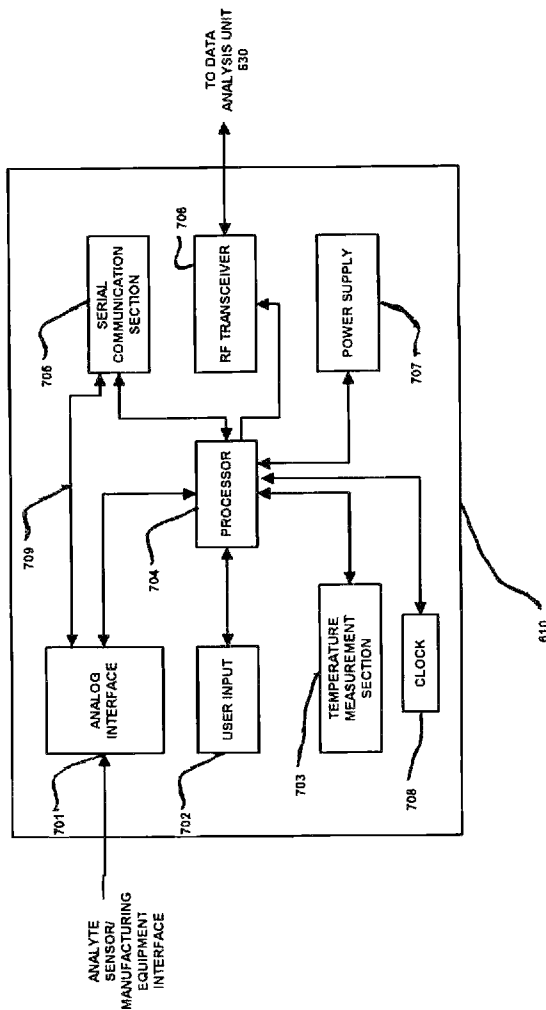 ANALYTE
SENSOR/
MANUFACTURING
EQUIPMENT
INTERFACE
701
ANALOG
INTERFACE
709
705
SERIAL
COMMUNICATION
SECTION
706
RF TRANSCEIVER
TO DATA
ANALYSIS UNIT
630
702
USER INPUT
704
PROCESSOR
707
POWER SUPPLY
703
TEMPERATURE
MEASUREMENT
SECTION
708
CLOCK
610